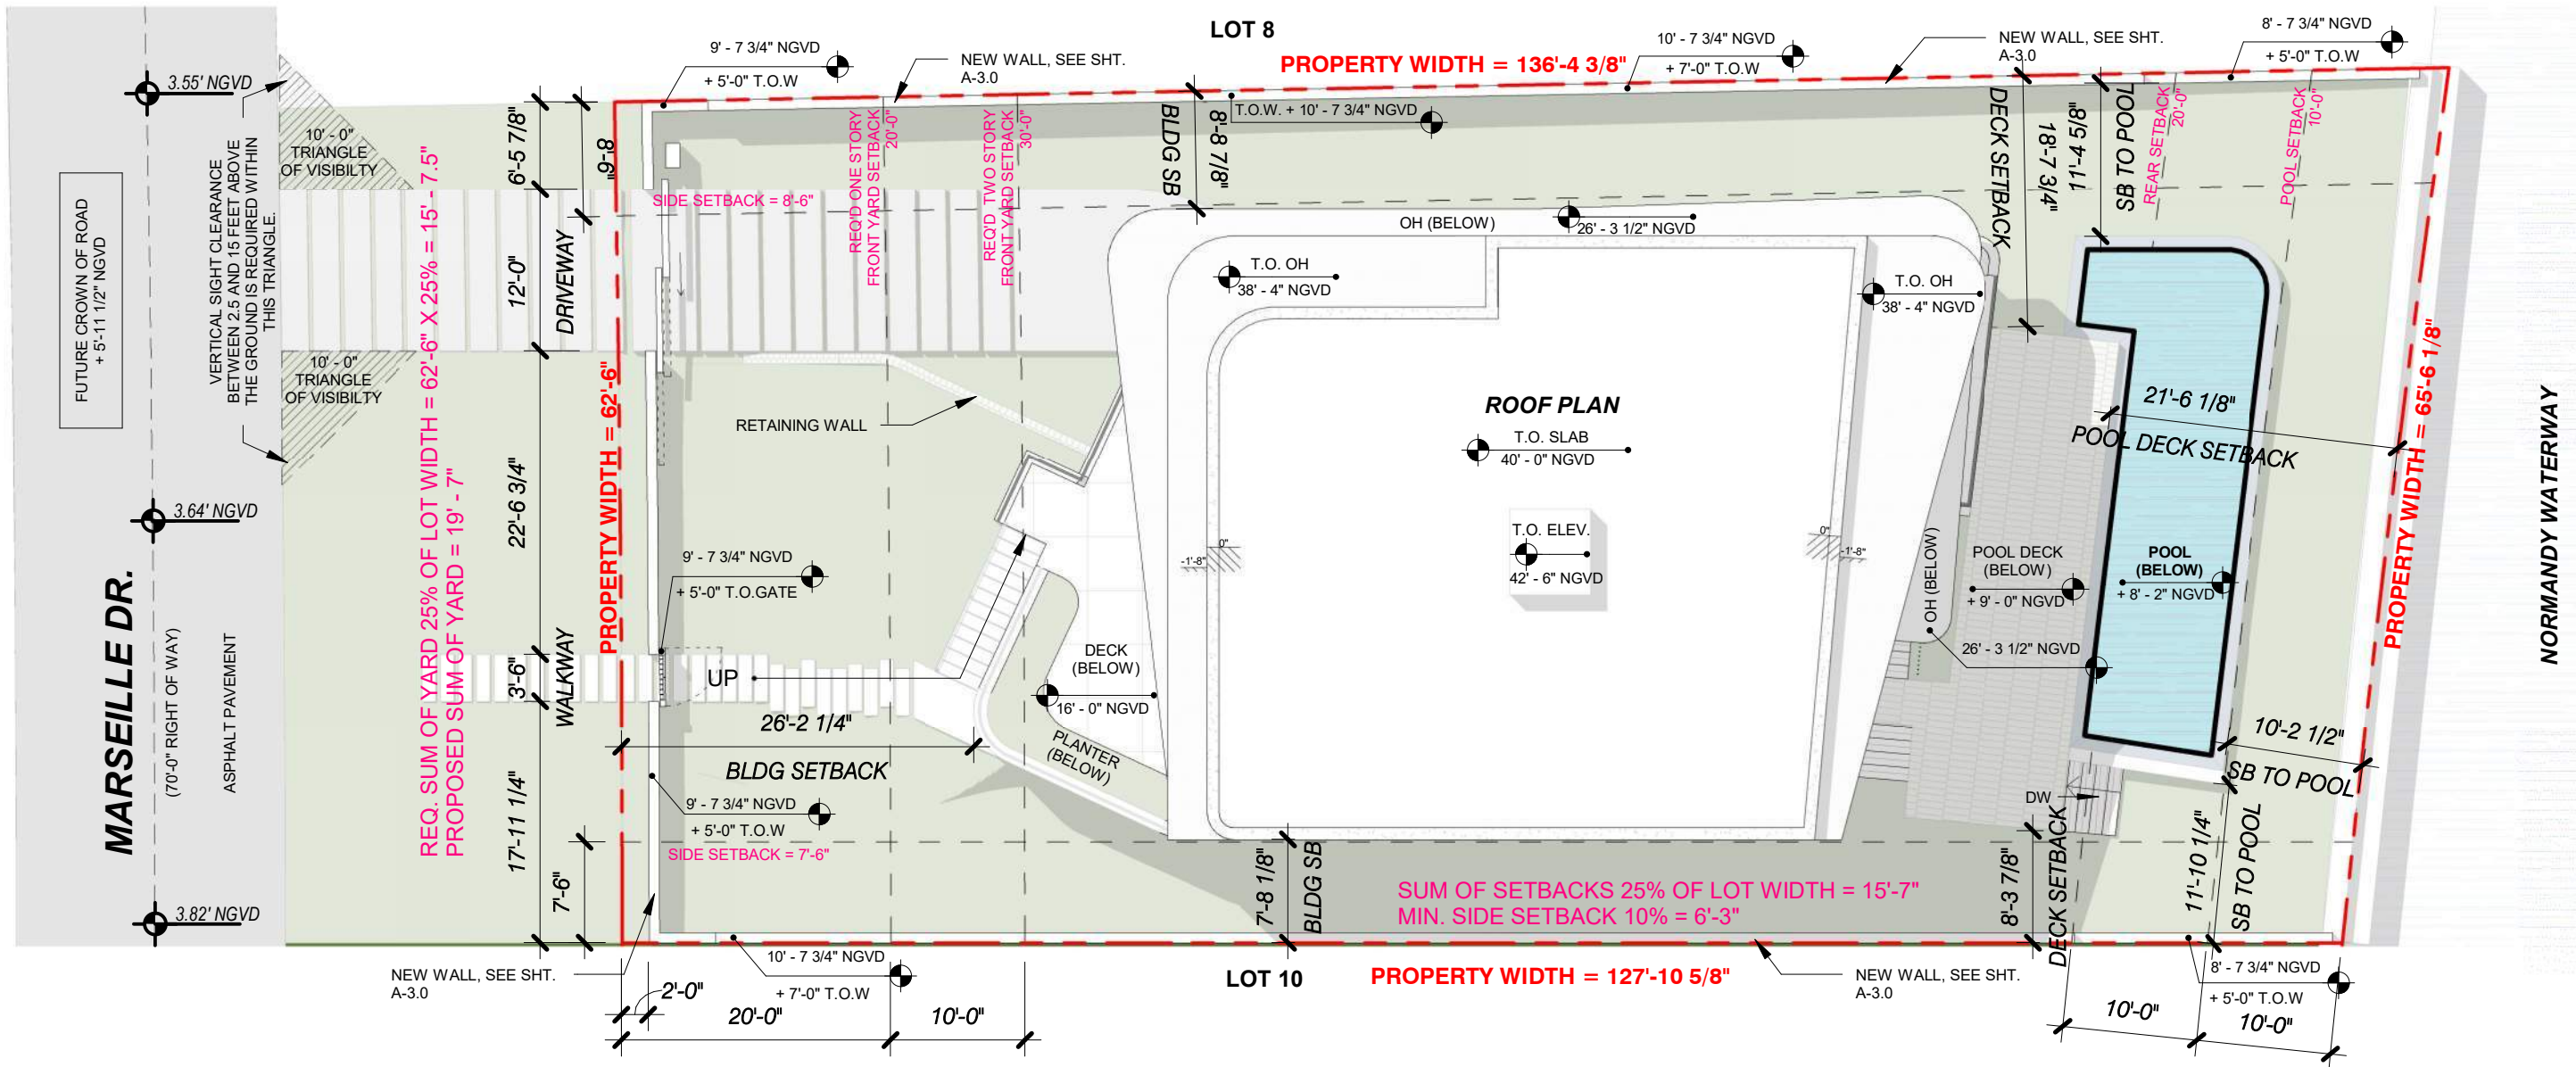 LOT 8
9' - 7 3/4" NGVD
+ 5'-0" T.O.W
NEW WALL, SEE SHT.
A-3.0
PROPERTY WIDTH = 136'-4 3/8"
10' - 7 3/4" NGVD
+ 7'-0" T.O.W
NEW WALL, SEE SHT.
A-3.0
8' - 7 3/4" NGVD
+ 5'-0" T.O.W
3.55' NGVD
3.64' NGVD
3.82' NGVD
FUTURE CROWN OF ROAD
+ 5'-11 1/2" NGVD
VERTICAL SIGHT CLEARANCE
BETWEEN 2.5 AND 15 FEET ABOVE
THE GROUND IS REQUIRED WITHIN
THIS TRIANGLE.
10' - 0"
TRIANGLE
OF VISIBILTY
10' - 0"
TRIANGLE
OF VISIBILTY
MARSEILLE DR.
(70'-0" RIGHT OF WAY)
ASPHALT PAVEMENT
REQ. SUM OF YARD 25% OF LOT WIDTH = 62'-6" X 25% = 15' - 7.5"
PROPOSED SUM OF YARD = 19' - 7"
6'-5 7/8"
8'-6"
12'-0"
DRIVEWAY
22'-6 3/4"
3'-6"
WALKWAY
17'-11 1/4"
7'-6"
PROPERTY WIDTH = 62'-6"
SIDE SETBACK = 8'-6"
REQ'D ONE STORY
FRONT YARD SETBACK
20'-0"
REQ'D TWO STORY
FRONT YARD SETBACK
30'-0"
BLDG SB
8'-8 7/8"
T.O.W. + 10' - 7 3/4" NGVD
OH (BELOW)
26' - 3 1/2" NGVD
T.O. OH
38' - 4" NGVD
T.O. OH
38' - 4" NGVD
DECK SETBACK
18'-7 3/4"
11'-4 5/8"
SB TO POOL
REAR SETBACK
20'-0"
POOL SETBACK
10'-0"
RETAINING WALL
ROOF PLAN
T.O. SLAB
40' - 0" NGVD
T.O. ELEV.
42' - 6" NGVD
0"
-1'-8"
0"
-1'-8"
21'-6 1/8"
POOL DECK SETBACK
PROPERTY WIDTH = 65'-6 1/8"
NORMANDY WATERWAY
9' - 7 3/4" NGVD
+ 5'-0" T.O.GATE
OH (BELOW)
POOL DECK
(BELOW)
+ 9' - 0" NGVD
POOL
(BELOW)
+ 8' - 2" NGVD
26' - 3 1/2" NGVD
UP
DECK
(BELOW)
16' - 0" NGVD
26'-2 1/4"
BLDG SETBACK
PLANTER
(BELOW)
9' - 7 3/4" NGVD
+ 5'-0" T.O.W
SIDE SETBACK = 7'-6"
7'-8 1/8"
BLDG SB
SUM OF SETBACKS 25% OF LOT WIDTH = 15'-7"
MIN. SIDE SETBACK 10% = 6'-3"
8'-3 7/8"
DECK SETBACK
DW
10'-2 1/2"
SB TO POOL
11'-10 1/4"
SB TO POOL
NEW WALL, SEE SHT.
A-3.0
10' - 7 3/4" NGVD
+ 7'-0" T.O.W
LOT 10
PROPERTY WIDTH = 127'-10 5/8"
NEW WALL, SEE SHT.
A-3.0
8' - 7 3/4" NGVD
+ 5'-0" T.O.W
2'-0"
20'-0"
10'-0"
10'-0"
10'-0"